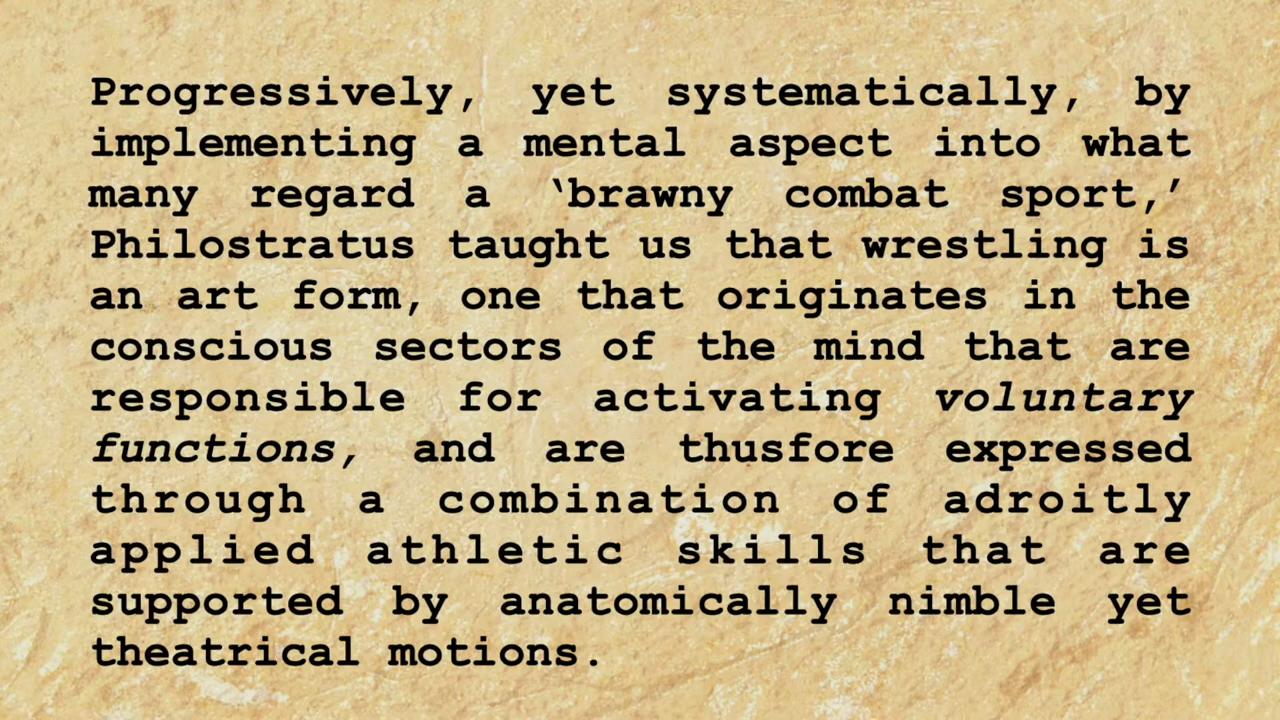 Progressively, yet systematically, by
implementing a mental aspect into what
many regard a ‘brawny combat sport,’
Philostratus taught us that wrestling is
an art form, one that originates in the
conscious sectors of the mind that are
responsible for activating voluntary
functions, and are thusfore expressed
through a combination of adroitly
applied athletic skills that are
supported by anatomically nimble yet
theatrical motions.